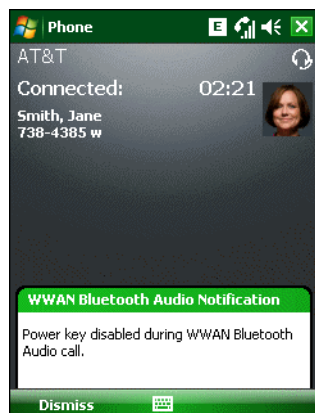 Phone
E
AT&T
Connected: 02:21
Smith, Jane
738-4385 w
WWAN Bluetooth Audio Notification
Power key disabled during WWAN Bluetooth
Audio call.
Dismiss